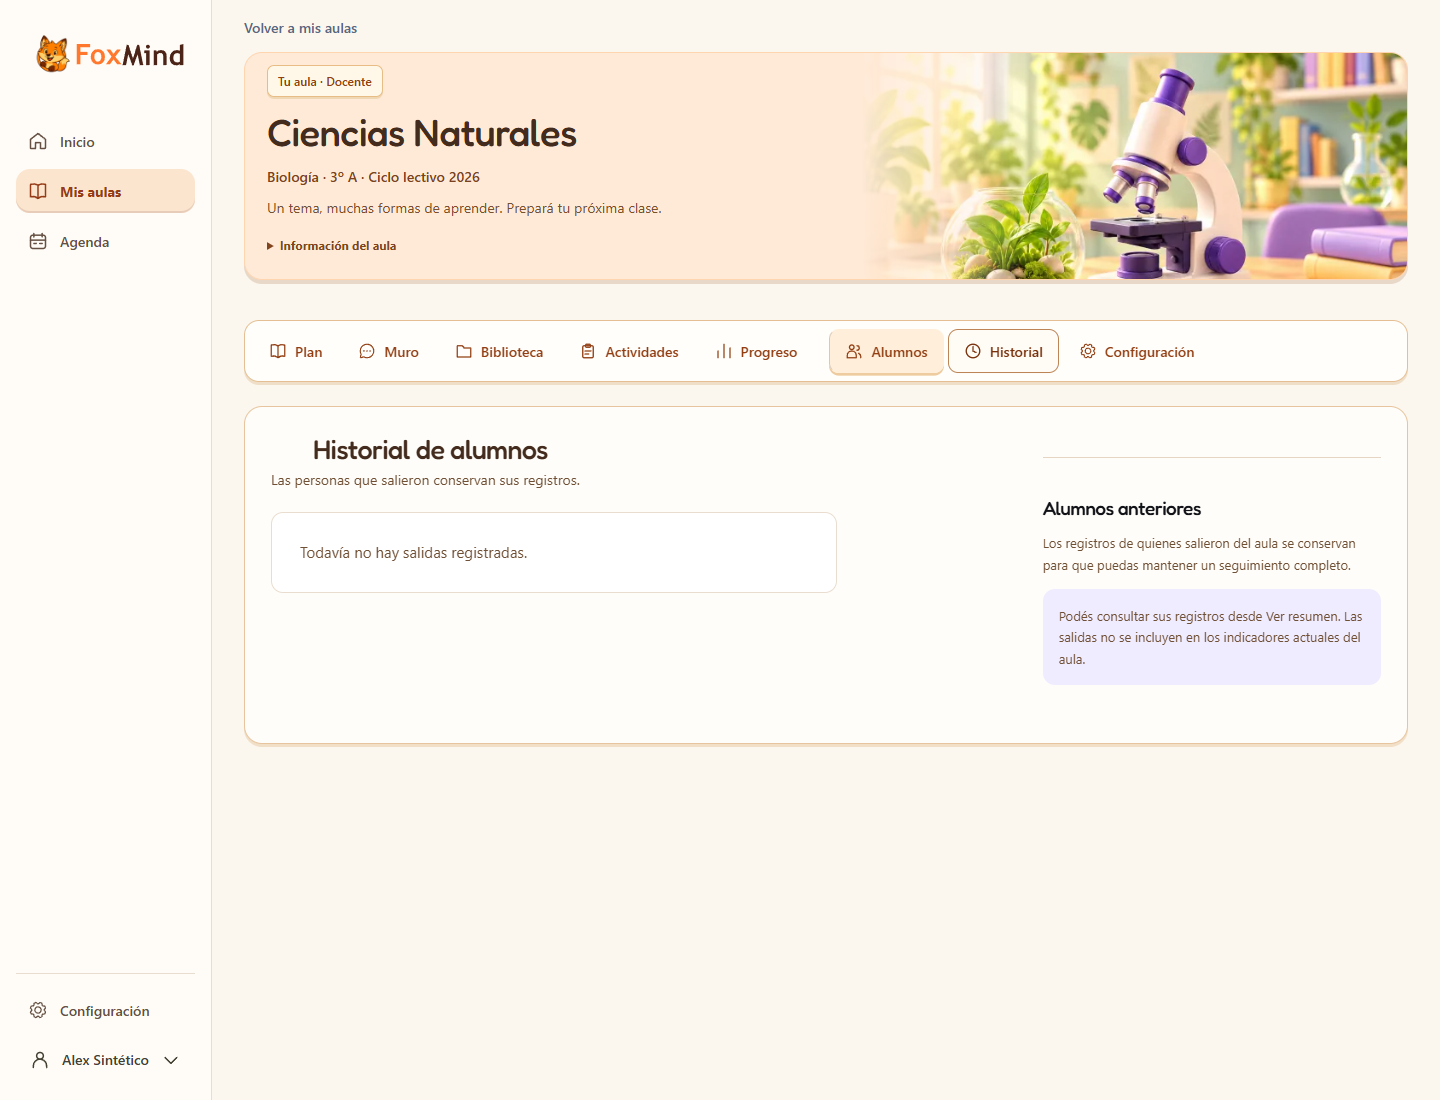 FoxMind
Inicio
Mis aulas
Agenda
Configuración
Alex Sintético
Volver a mis aulas
Tu aula · Docente
Ciencias Naturales
Biología · 3º A · Ciclo lectivo 2026
Un tema, muchas formas de aprender. Prepará tu próxima clase.
Información del aula
Plan
Muro
Biblioteca
Actividades
Progreso
Alumnos
Historial
Configuración
Historial de alumnos
Las personas que salieron conservan sus registros.
Todavía no hay salidas registradas.
Alumnos anteriores
Los registros de quienes salieron del aula se conservan
para que puedas mantener un seguimiento completo.
Podés consultar sus registros desde Ver resumen. Las
salidas no se incluyen en los indicadores actuales del
aula.